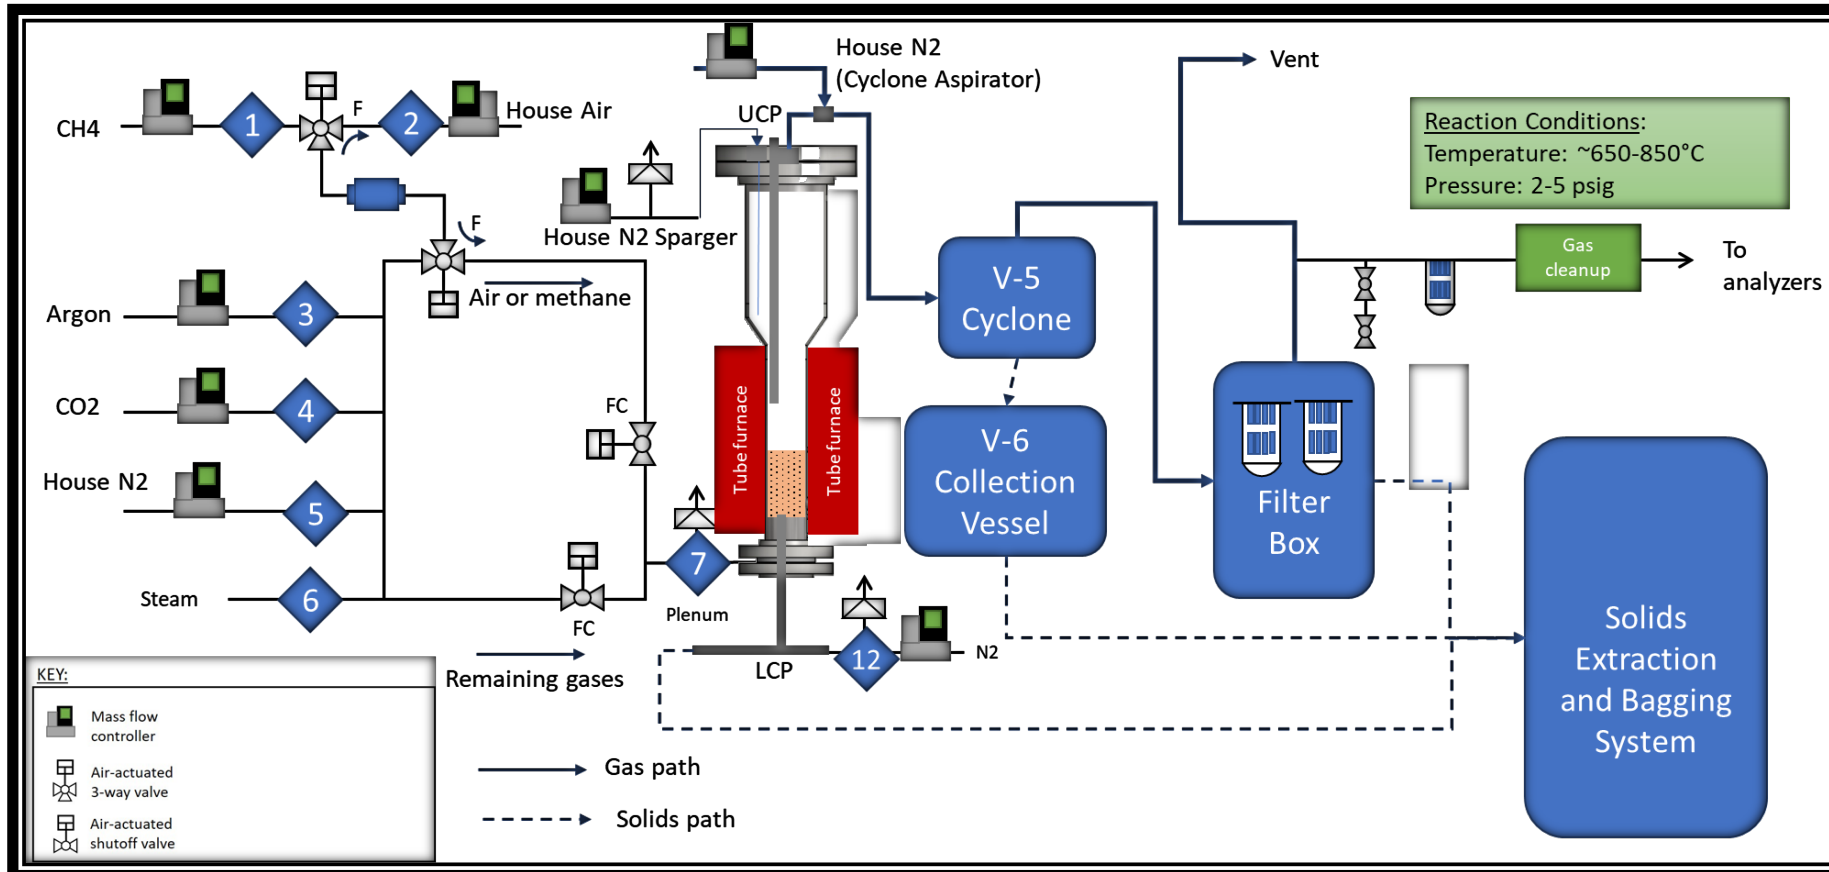 House N2
(Cyclone Aspirator)
Vent
CH4
1
F
2
House Air
UCP
Reaction Conditions:
Temperature: ~650-850°C
Pressure: 2-5 psig
F
House N2 Sparger
Gas
cleanup
To
analyzers
Air or methane
Argon
3
V-5
Cyclone
CO2
4
FC
Tube furnace
Tube furnace
V-6
Collection
Vessel
House N2
5
Filter
Box
7
Plenum
Steam
6
FC
12
N2
LCP
Remaining gases
Solids
Extraction
and Bagging
System
KEY:
Mass flow
controller
Air-actuated
3-way valve
Air-actuated
shutoff valve
Gas path
Solids path